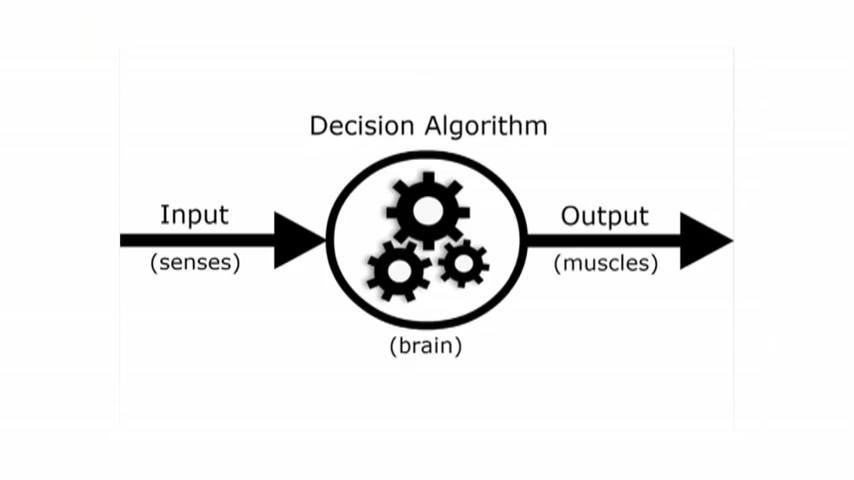 Decision Algorithm
Input
(senses)
Output
(muscles)
(brain)